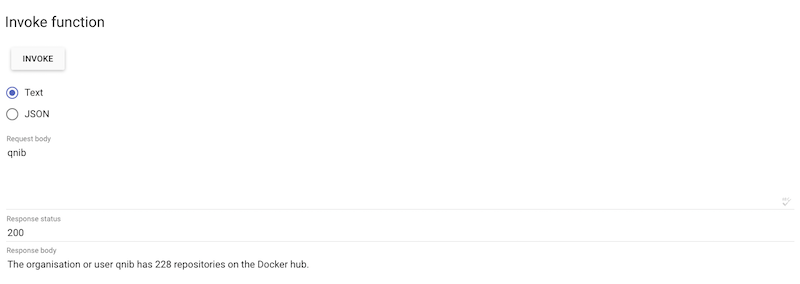 Invoke function
INVOKE
Text
JSON
Request body
qnib
Response status
200
Response body
The organisation or user qnib has 228 repositories on the Docker hub.